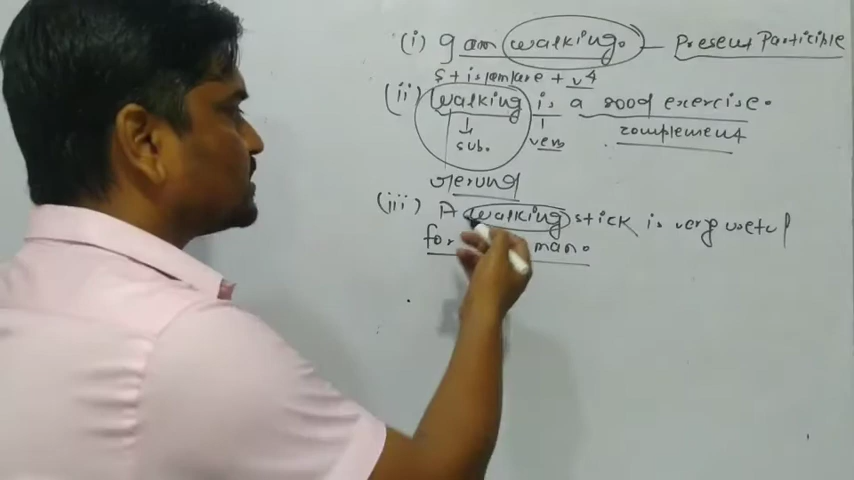 (i) I am walking. — Present Participle
S + is/am/are + v4
(ii) walking is a good exercise.
sub. verb complement
Gerund
(iii) A walking stick is very useful
for man.